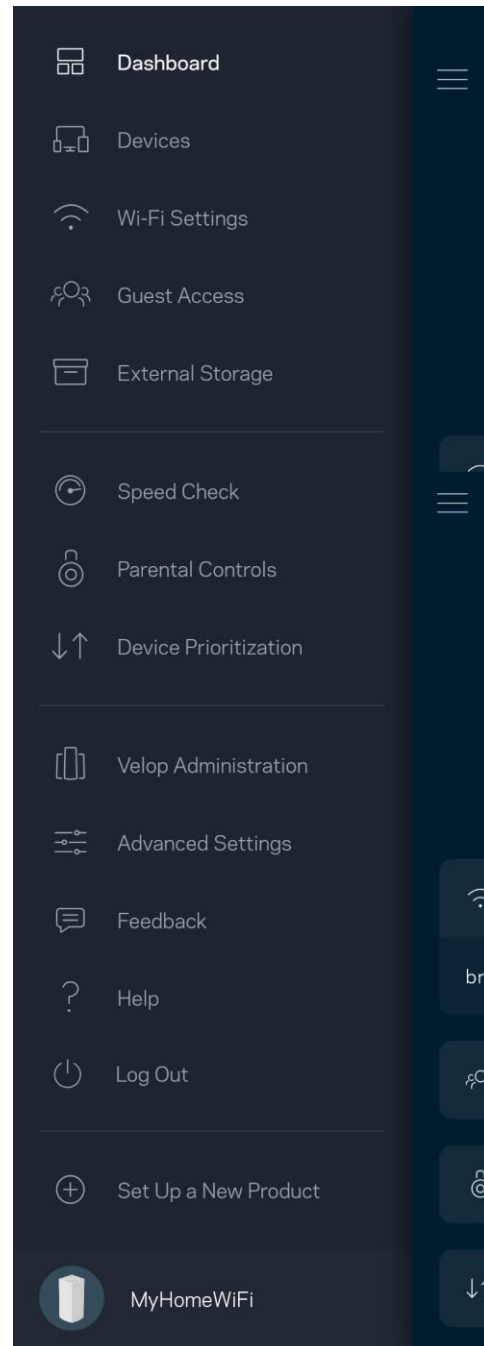 Dashboard
Devices
Wi-Fi Settings
Guest Access
External Storage
Speed Check
Parental Controls
Device Prioritization
Velop Administration
Advanced Settings
Feedback
br
Help
Log Out
Set Up a New Product
MyHomeWiFi